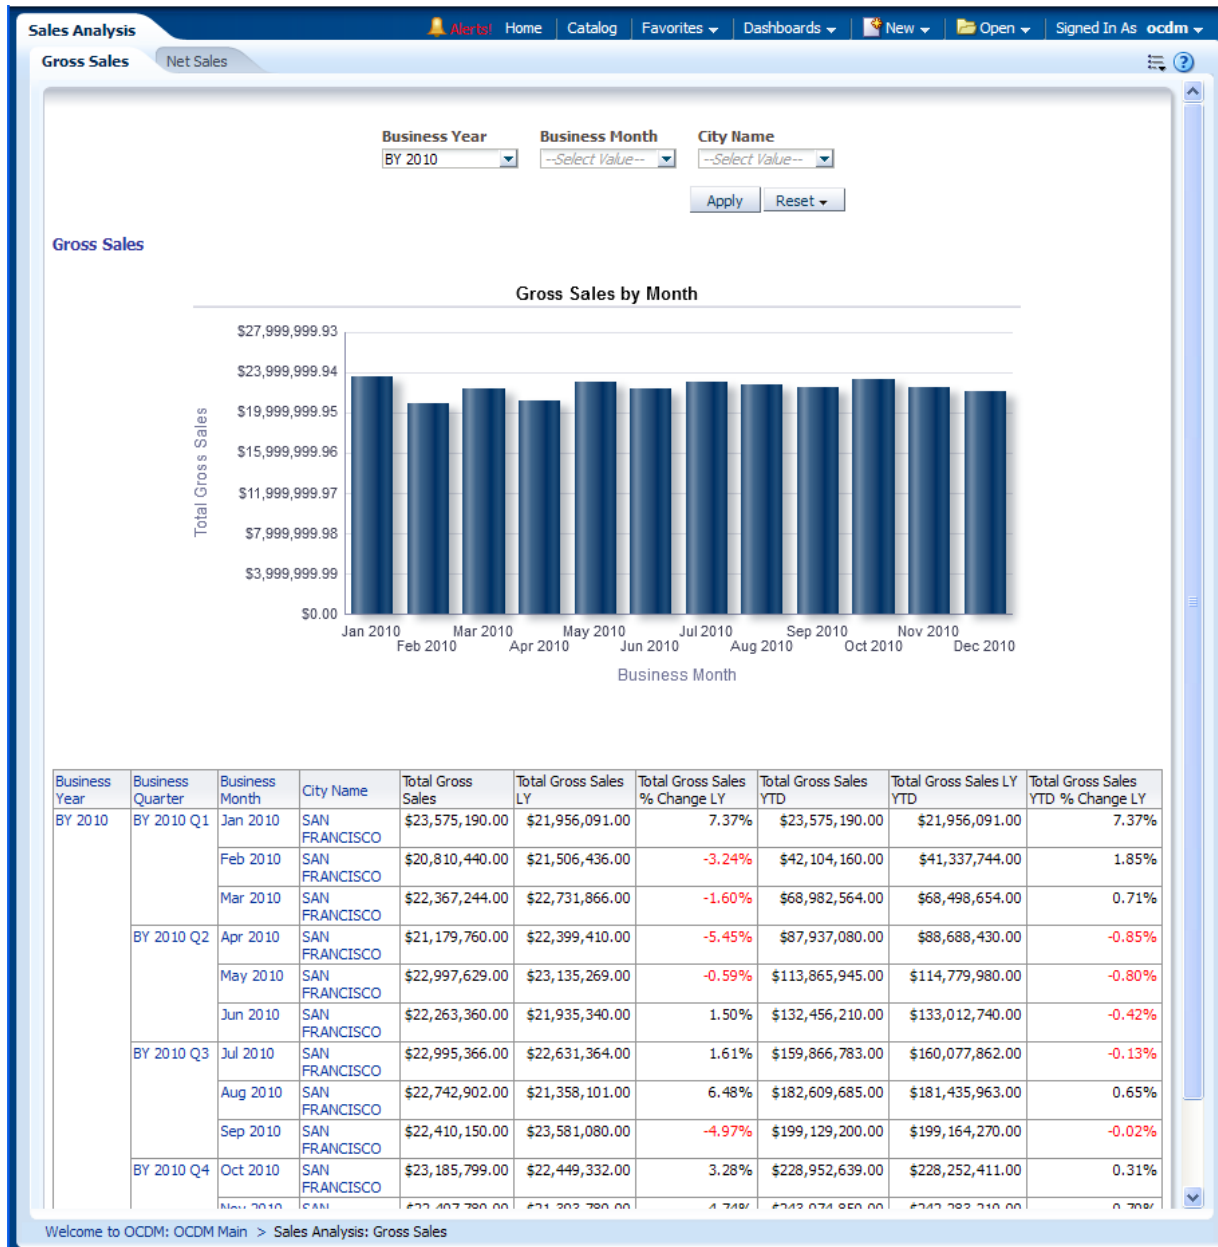 Sales Analysis
Alerts! Home Catalog Favorites Dashboards New Open Signed In As ocdm
Gross Sales Net Sales
Business Year Business Month City Name
BY 2010 --Select Value-- --Select Value--
Apply Reset
Gross Sales
Gross Sales by Month
$27,999,999.93
$23,999,999.94
$19,999,999.95
$15,999,999.96
$11,999,999.97
$7,999,999.98
$3,999,999.99
$0.00
Total Gross Sales
Jan 2010 Mar 2010 May 2010 Jul 2010 Sep 2010 Nov 2010
Feb 2010 Apr 2010 Jun 2010 Aug 2010 Oct 2010 Dec 2010
Business Month
Business Year Business Quarter Business Month City Name Total Gross Sales Total Gross Sales LY Total Gross Sales % Change LY Total Gross Sales YTD Total Gross Sales LY YTD Total Gross Sales YTD % Change LY
BY 2010 BY 2010 Q1 Jan 2010 SAN FRANCISCO $23,575,190.00 $21,956,091.00 7.37% $23,575,190.00 $21,956,091.00 7.37%
Feb 2010 SAN FRANCISCO $20,810,440.00 $21,506,436.00 -3.24% $42,104,160.00 $41,337,744.00 1.85%
Mar 2010 SAN FRANCISCO $22,367,244.00 $22,731,866.00 -1.60% $68,982,564.00 $68,498,654.00 0.71%
BY 2010 Q2 Apr 2010 SAN FRANCISCO $21,179,760.00 $22,399,410.00 -5.45% $87,937,080.00 $88,688,430.00 -0.85%
May 2010 SAN FRANCISCO $22,997,629.00 $23,135,269.00 -0.59% $113,865,945.00 $114,779,980.00 -0.80%
Jun 2010 SAN FRANCISCO $22,263,360.00 $21,935,340.00 1.50% $132,456,210.00 $133,012,740.00 -0.42%
BY 2010 Q3 Jul 2010 SAN FRANCISCO $22,995,366.00 $22,631,364.00 1.61% $159,866,783.00 $160,077,862.00 -0.13%
Aug 2010 SAN FRANCISCO $22,742,902.00 $21,358,101.00 6.48% $182,609,685.00 $181,435,963.00 0.65%
Sep 2010 SAN FRANCISCO $22,410,150.00 $23,581,080.00 -4.97% $199,129,200.00 $199,164,270.00 -0.02%
BY 2010 Q4 Oct 2010 SAN FRANCISCO $23,185,799.00 $22,449,332.00 3.28% $228,952,639.00 $228,252,411.00 0.31%
Nov 2010 SAN
Welcome to OCDM: OCDM Main > Sales Analysis: Gross Sales